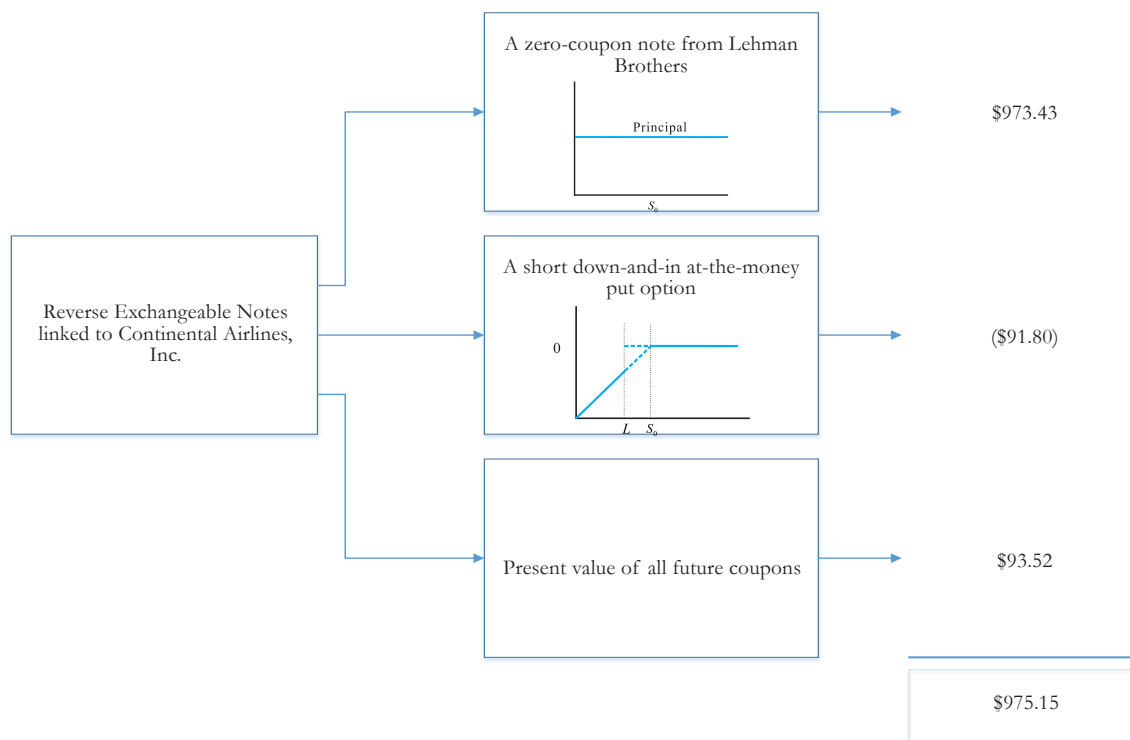 A zero-coupon note from Lehman
Brothers
Principal
S₀
$973.43
Reverse Exchangeable Notes
linked to Continental Airlines,
Inc.
A short down-and-in at-the-money
put option
0
L S₀
($91.80)
Present value of all future coupons
$93.52
$975.15